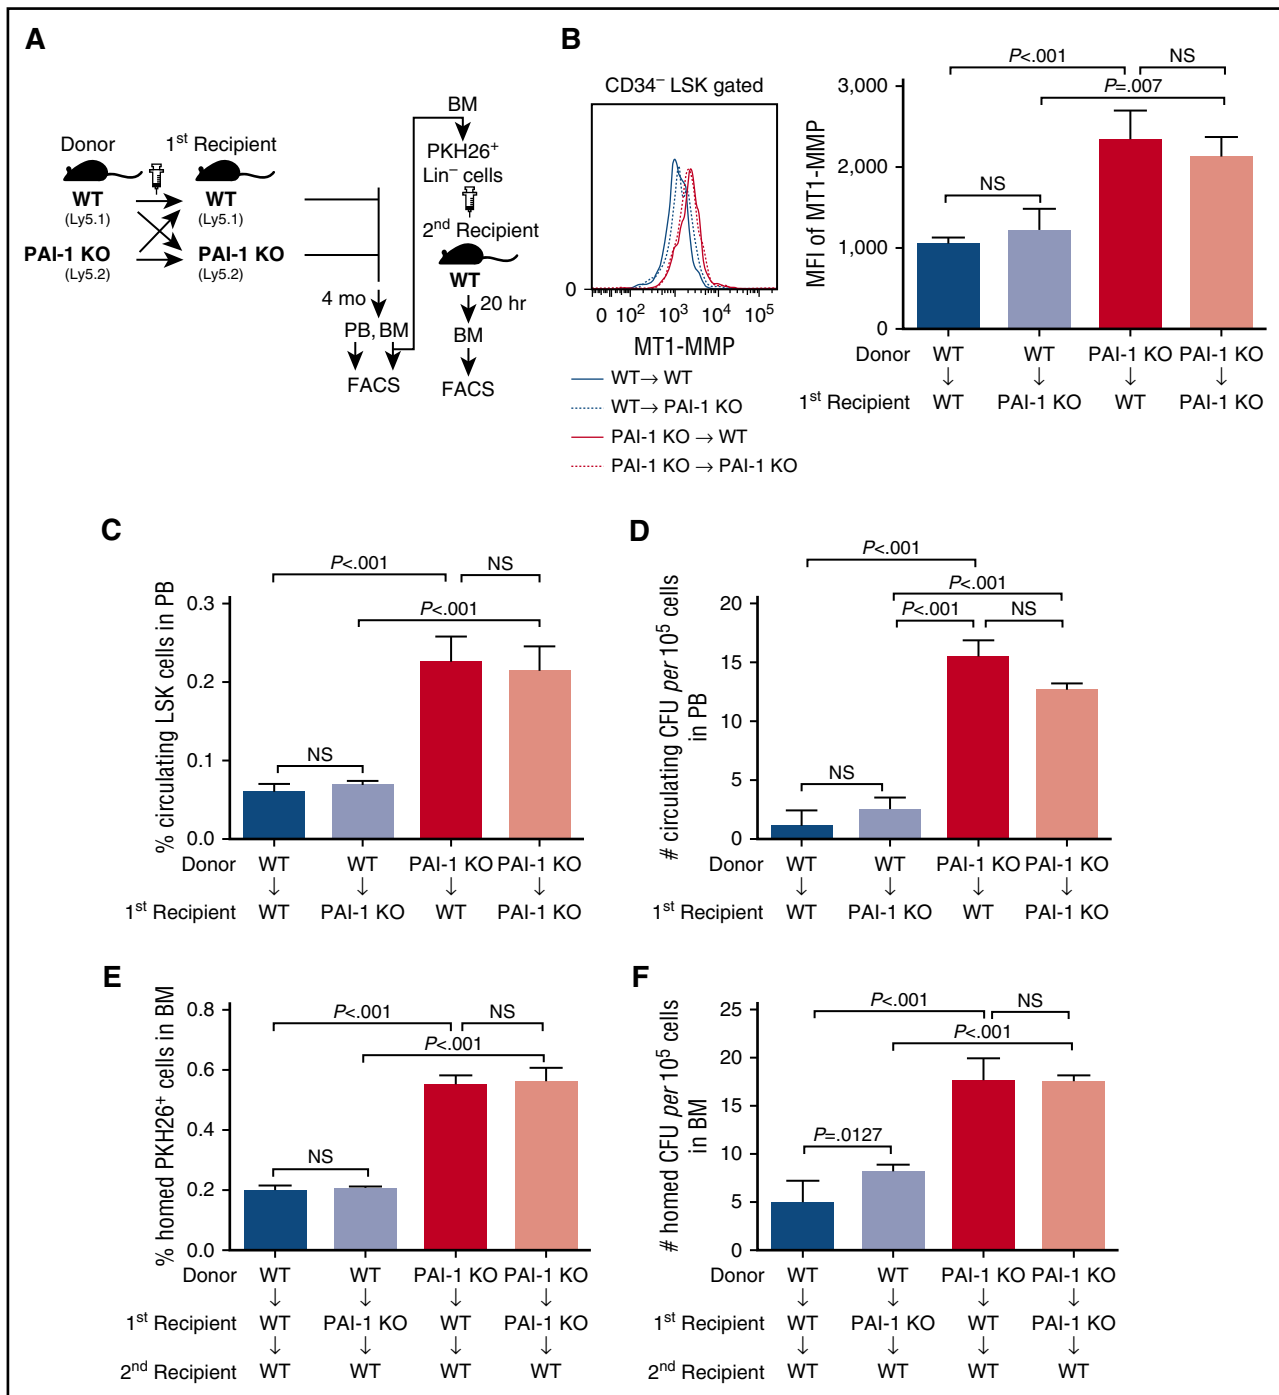 A
Donor
1st Recipient
WT
(Ly5.1)
WT
(Ly5.1)
PAI-1 KO
(Ly5.2)
PAI-1 KO
(Ly5.2)
4 mo
PB, BM
FACS
BM
PKH26+
Lin− cells
2nd Recipient
WT
20 hr
BM
FACS
B
CD34− LSK gated
0
0 10² 10³ 10⁴ 10⁵
MT1-MMP
WT→ WT
WT→ PAI-1 KO
PAI-1 KO → WT
PAI-1 KO → PAI-1 KO
P<.001
NS
P=.007
NS
MFI of MT1-MMP
3,000
2,000
1,000
0
Donor WT WT PAI-1 KO PAI-1 KO
↓ ↓ ↓ ↓
1st Recipient WT PAI-1 KO WT PAI-1 KO
C
P<.001
NS
P<.001
NS
% circulating LSK cells in PB
0.3
0.2
0.1
0.0
Donor WT WT PAI-1 KO PAI-1 KO
↓ ↓ ↓ ↓
1st Recipient WT PAI-1 KO WT PAI-1 KO
D
P<.001
P<.001
P<.001
NS
NS
# circulating CFU per 10⁵ cells
in PB
20
15
10
5
0
Donor WT WT PAI-1 KO PAI-1 KO
↓ ↓ ↓ ↓
1st Recipient WT PAI-1 KO WT PAI-1 KO
E
P<.001
NS
P<.001
NS
% homed PKH26+ cells in BM
0.8
0.6
0.4
0.2
0.0
Donor WT WT PAI-1 KO PAI-1 KO
↓ ↓ ↓ ↓
1st Recipient WT PAI-1 KO WT PAI-1 KO
↓ ↓ ↓ ↓
2nd Recipient WT WT WT WT
F
P<.001
NS
P<.001
P=.0127
# homed CFU per 10⁵ cells
in BM
25
20
15
10
5
0
Donor WT WT PAI-1 KO PAI-1 KO
↓ ↓ ↓ ↓
1st Recipient WT PAI-1 KO WT PAI-1 KO
↓ ↓ ↓ ↓
2nd Recipient WT WT WT WT